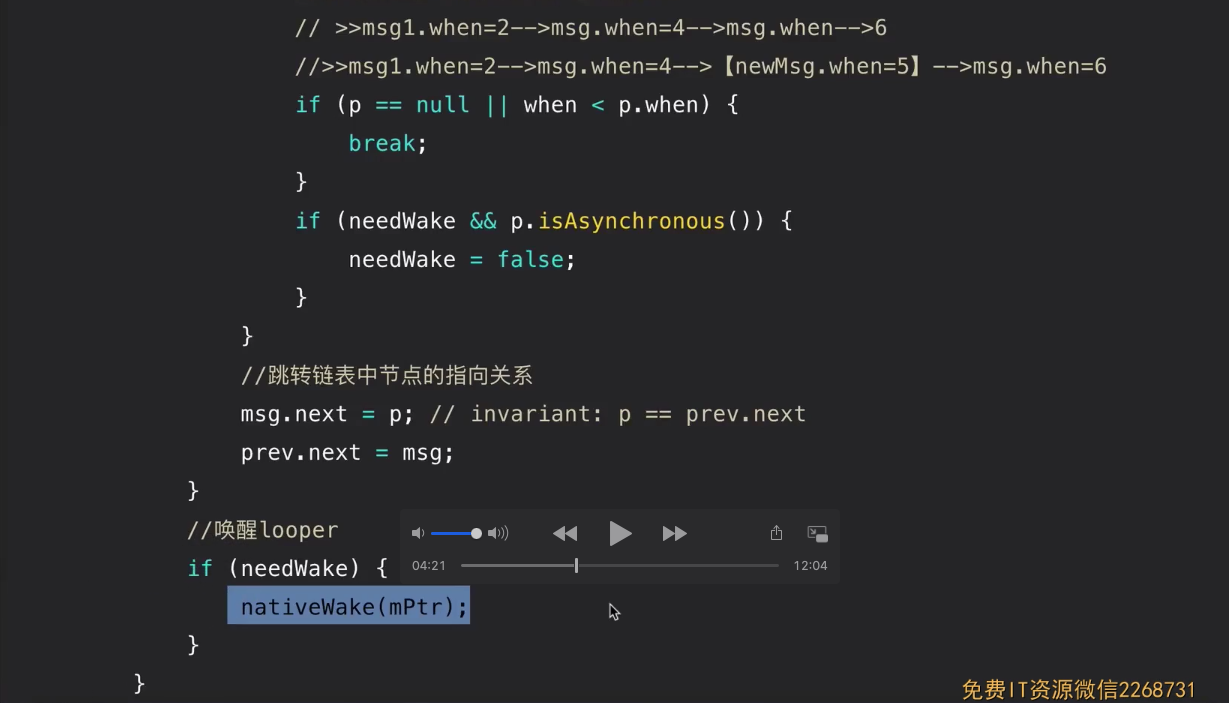 // >>msg1.when=2-->msg.when=4-->msg.when-->6
//>>msg1.when=2-->msg.when=4-->【newMsg.when=5】-->msg.when=6
if (p == null || when < p.when) {
break;
}
if (needWake && p.isAsynchronous()) {
needWake = false;
}
}
//跳转链表中节点的指向关系
msg.next = p; // invariant: p == prev.next
prev.next = msg;
}
//唤醒looper
if (needWake) {
nativeWake(mPtr);
}
}
04:21
12:04
免费IT资源微信2268731